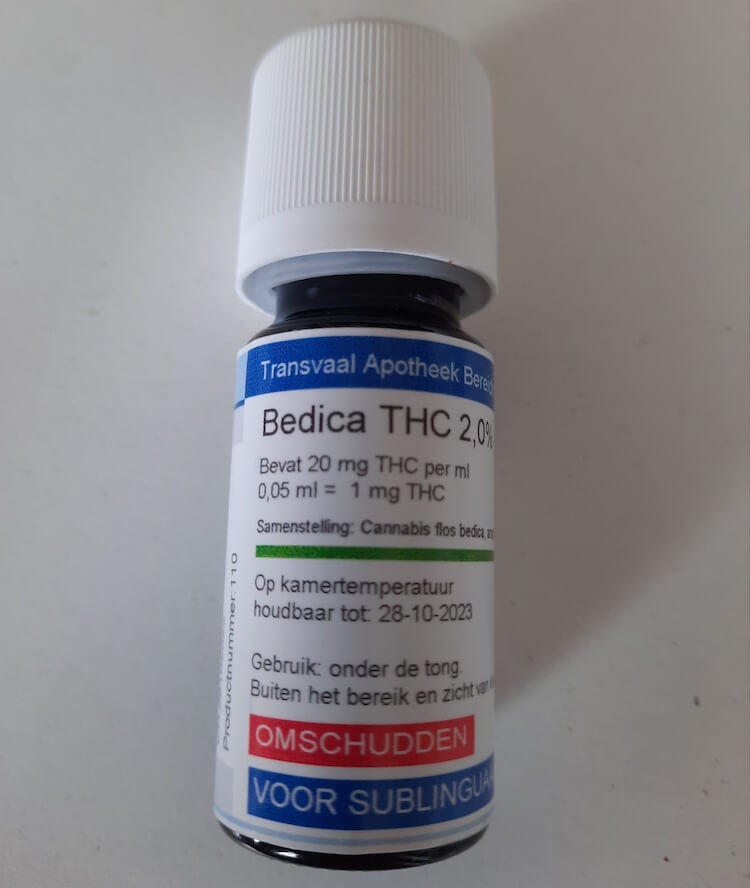 Transvaal Apotheek
Bedica THC 2,0%
Bevat 20 mg THC per ml
0,05 ml = 1 mg THC
Samenstelling: Cannabis flos bedica,
Op kamertemperatuur
houdbaar tot: 28-10-2023
Gebruik: onder de tong.
Buiten het bereik en zicht van
OMSCHUDDEN
VOOR
Productnummer:110